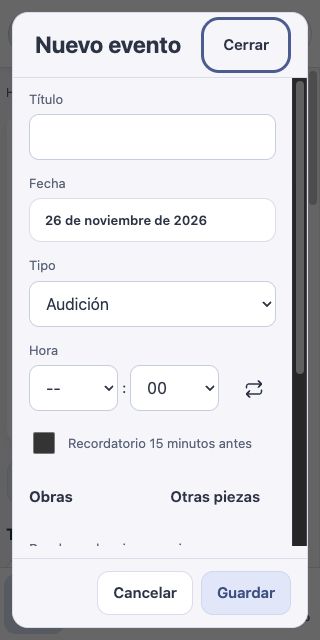 Nuevo evento
Cerrar
Título
Fecha
26 de noviembre de 2026
Tipo
Audición
Hora
-- : 00
Recordatorio 15 minutos antes
Obras
Otras piezas
Cancelar
Guardar